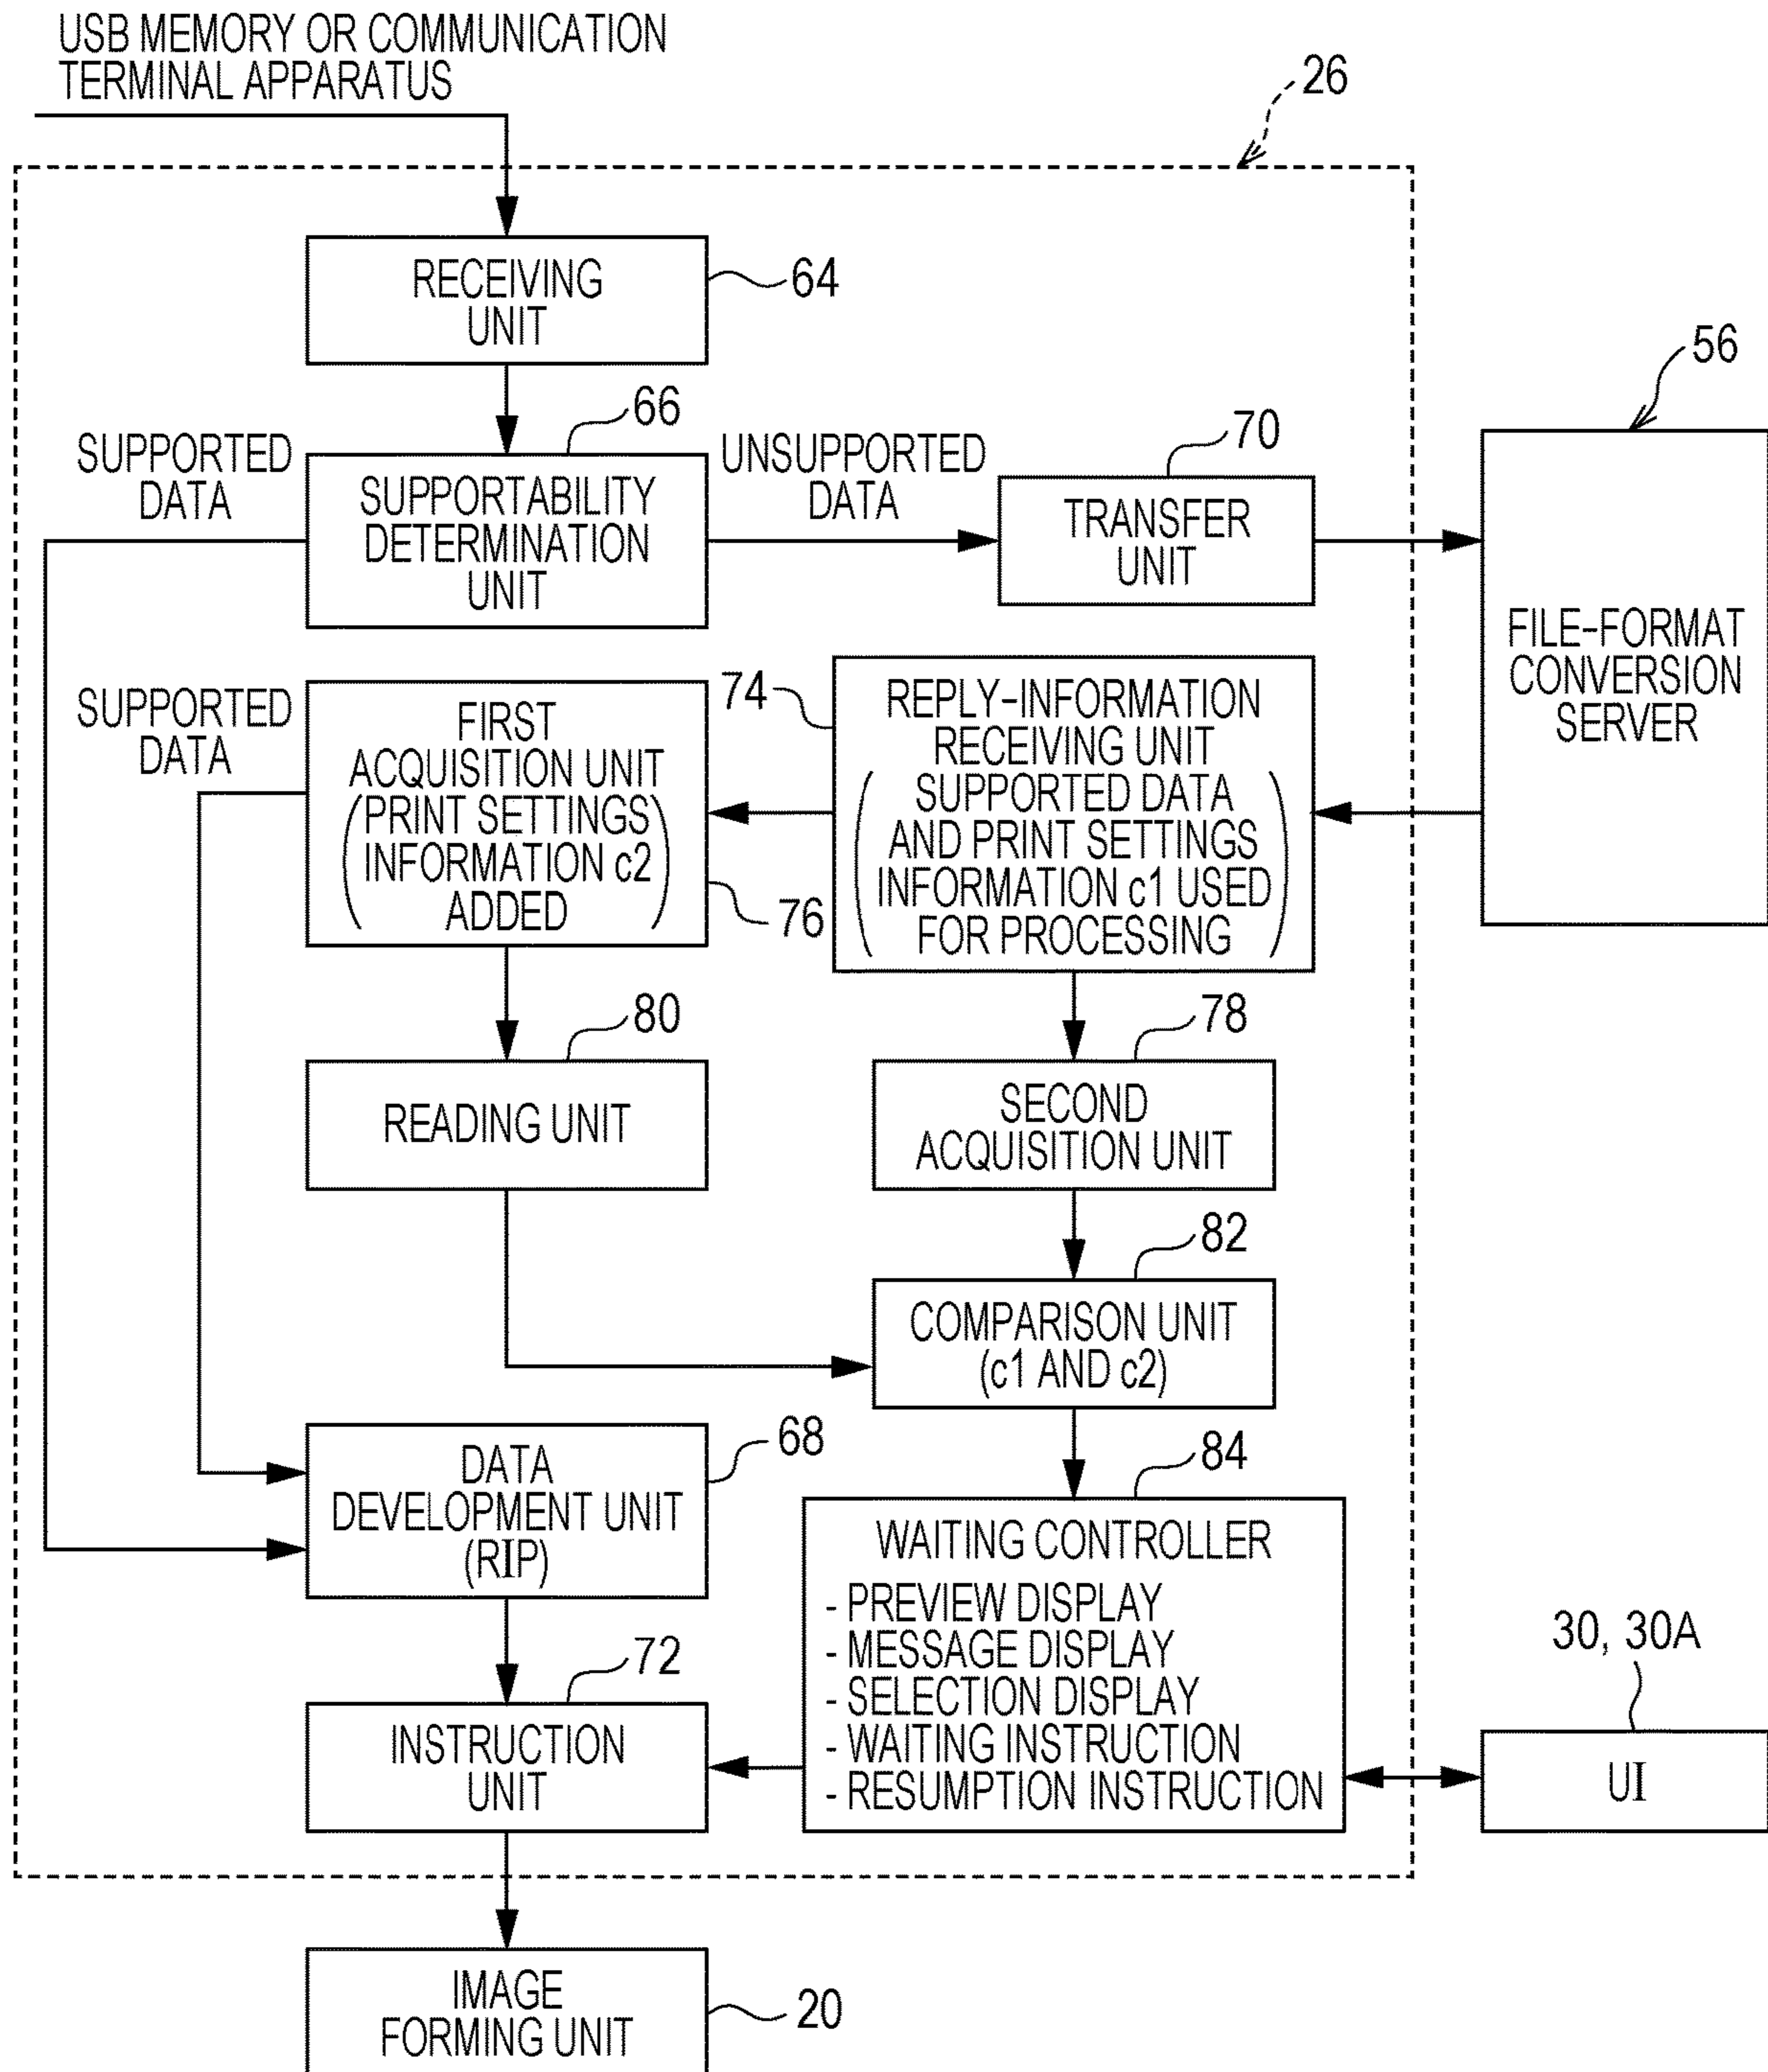 USB MEMORY OR COMMUNICATION
TERMINAL APPARATUS
26
RECEIVING
UNIT
64
56
66
70
SUPPORTED
DATA
SUPPORTABILITY
DETERMINATION
UNIT
UNSUPPORTED
DATA
TRANSFER
UNIT
FILE-FORMAT
CONVERSION
SERVER
SUPPORTED
DATA
FIRST
ACQUISITION UNIT
(PRINT SETTINGS
INFORMATION c2
ADDED)
76
74
REPLY-INFORMATION
RECEIVING UNIT
(SUPPORTED DATA
AND PRINT SETTINGS
INFORMATION c1 USED
FOR PROCESSING)
80
78
READING UNIT
SECOND
ACQUISITION UNIT
82
COMPARISON UNIT
(c1 AND c2)
68
DATA
DEVELOPMENT UNIT
(RIP)
84
WAITING CONTROLLER
- PREVIEW DISPLAY
- MESSAGE DISPLAY
- SELECTION DISPLAY
- WAITING INSTRUCTION
- RESUMPTION INSTRUCTION
30, 30A
UI
72
INSTRUCTION
UNIT
IMAGE
FORMING UNIT
20